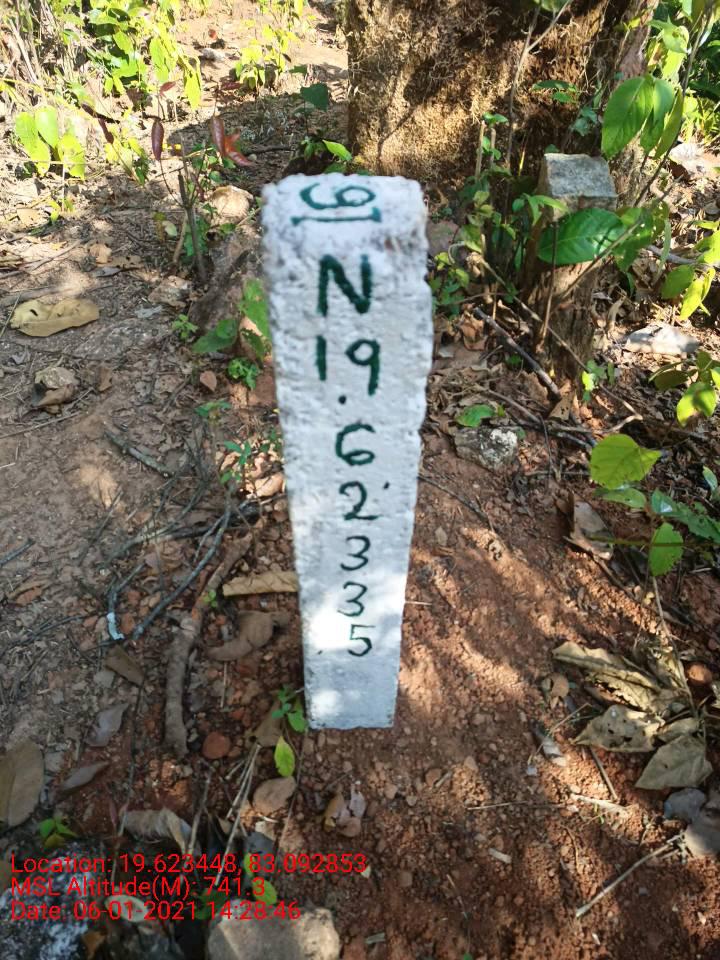 N
19
.
6
2
3
3
5
Location: 19.623448, 83.092853
MSL Altitude(M): 741.3
Date: 06-01-2021 14:28:46